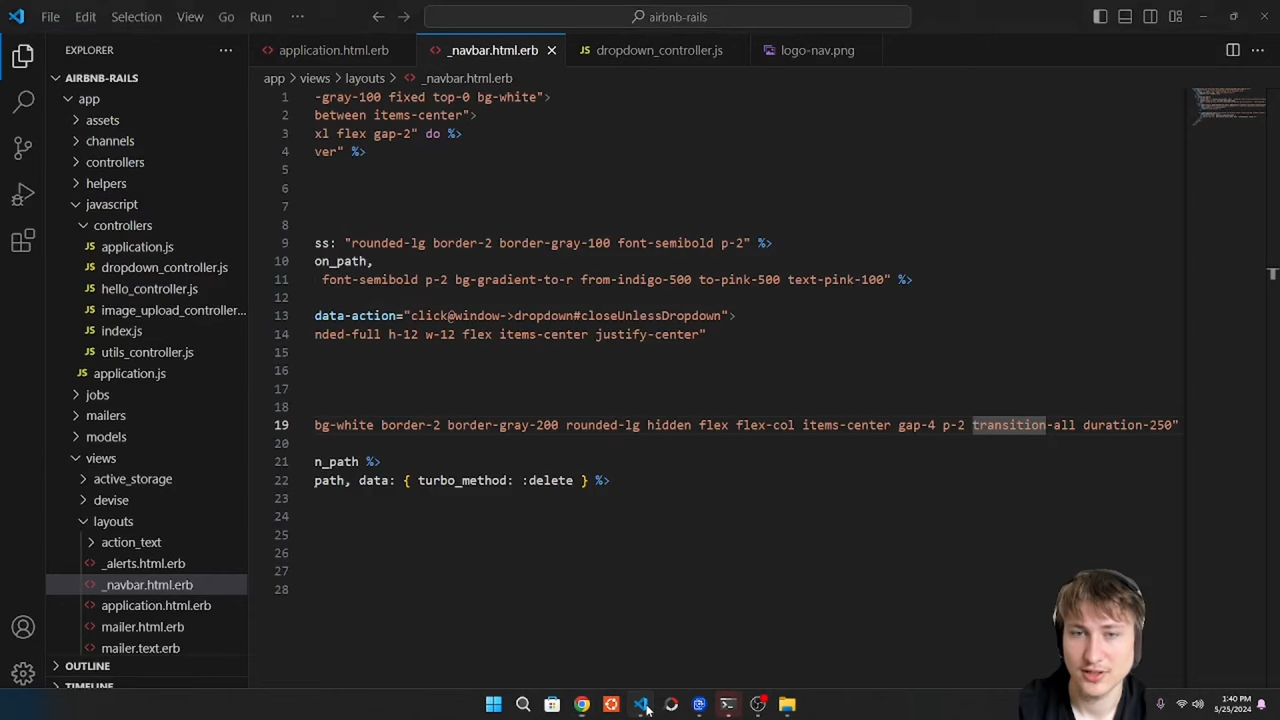 File Edit Selection View Go Run ··· airbnb-rails
EXPLORER ···
application.html.erb _navbar.html.erb JS dropdown_controller.js logo-nav.png
AIRBNB-RAILS
app > views > layouts > _navbar.html.erb
app
assets
channels
controllers
helpers
javascript
controllers
JS application.js
JS dropdown_controller.js
JS hello_controller.js
JS image_upload_controller...
JS index.js
JS utils_controller.js
JS application.js
jobs
mailers
models
views
active_storage
devise
layouts
action_text
_alerts.html.erb
_navbar.html.erb
application.html.erb
mailer.html.erb
mailer.text.erb
OUTLINE
TIMELINE
1 -gray-100 fixed top-0 bg-white">
2 between items-center">
3 xl flex gap-2" do %>
4 ver" %>
5
6
7
8
9 ss: "rounded-lg border-2 border-gray-100 font-semibold p-2" %>
10 on_path,
11 font-semibold p-2 bg-gradient-to-r from-indigo-500 to-pink-500 text-pink-100" %>
12
13 data-action="click@window->dropdown#closeUnlessDropdown">
14 nded-full h-12 w-12 flex items-center justify-center"
15
16
17
18
19 bg-white border-2 border-gray-200 rounded-lg hidden flex flex-col items-center gap-4 p-2 transition-all duration-250"
20
21 n_path %>
22 path, data: { turbo_method: :delete } %>
23
24
25
26
27
28
1:40 PM
5/25/2024